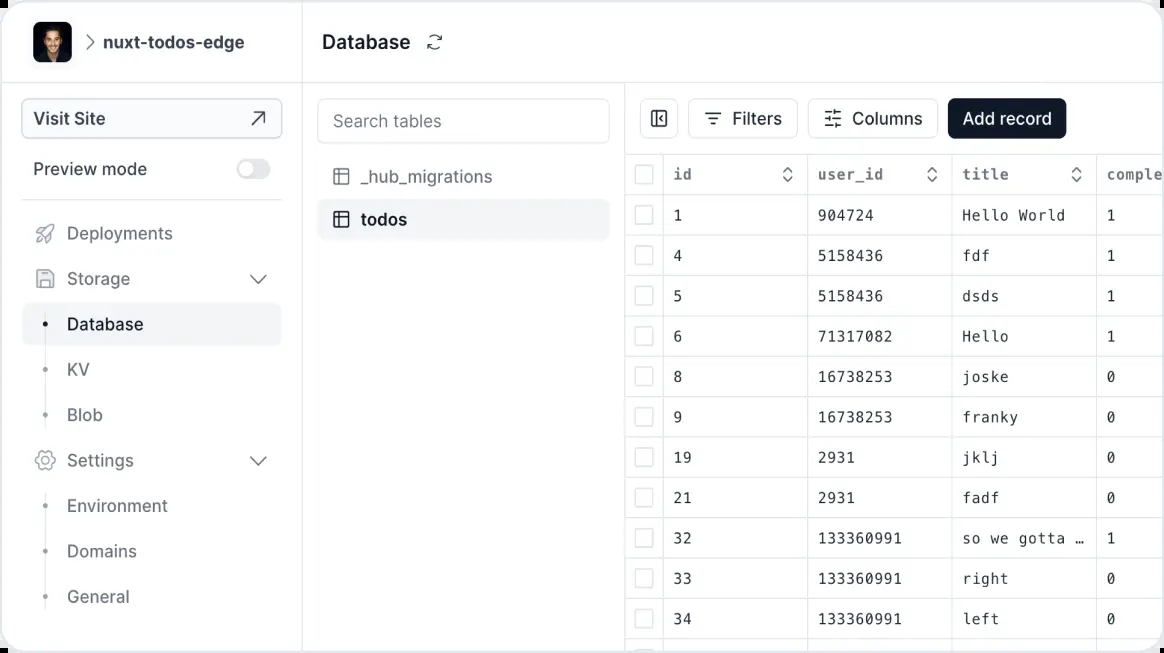 nuxt-todos-edge
Database
Visit Site
Preview mode
Deployments
Storage
Database
KV
Blob
Settings
Environment
Domains
General
Search tables
_hub_migrations
todos
Filters Columns Add record
id user_id title comple
1 904724 Hello World 1
4 5158436 fdf 1
5 5158436 dsds 1
6 71317082 Hello 1
8 16738253 joske 0
9 16738253 franky 0
19 2931 jklj 0
21 2931 fadf 0
32 133360991 so we gotta … 1
33 133360991 right 0
34 133360991 left 0